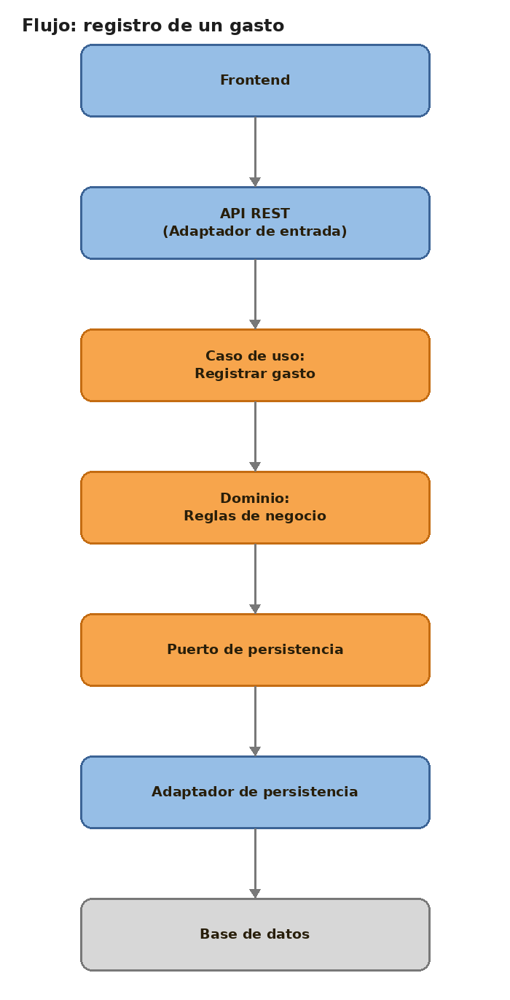 Flujo: registro de un gasto
Frontend
API REST
(Adaptador de entrada)
Caso de uso:
Registrar gasto
Dominio:
Reglas de negocio
Puerto de persistencia
Adaptador de persistencia
Base de datos